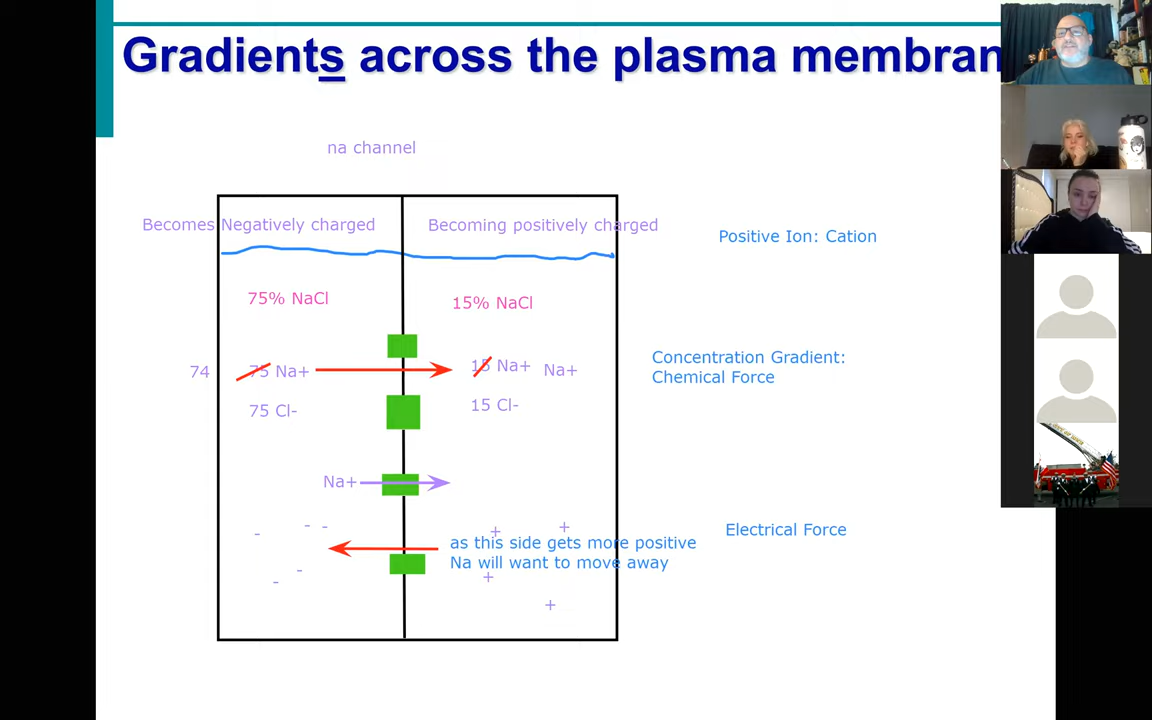 Gradients across the plasma membran
na channel
Becomes Negatively charged
Becoming positively charged
Positive Ion: Cation
75% NaCl
15% NaCl
74
75 Na+
15 Na+
Na+
Concentration Gradient:
Chemical Force
75 Cl-
15 Cl-
Na+
- - -
+ +
Electrical Force
as this side gets more positive
Na will want to move away
- -
+
+